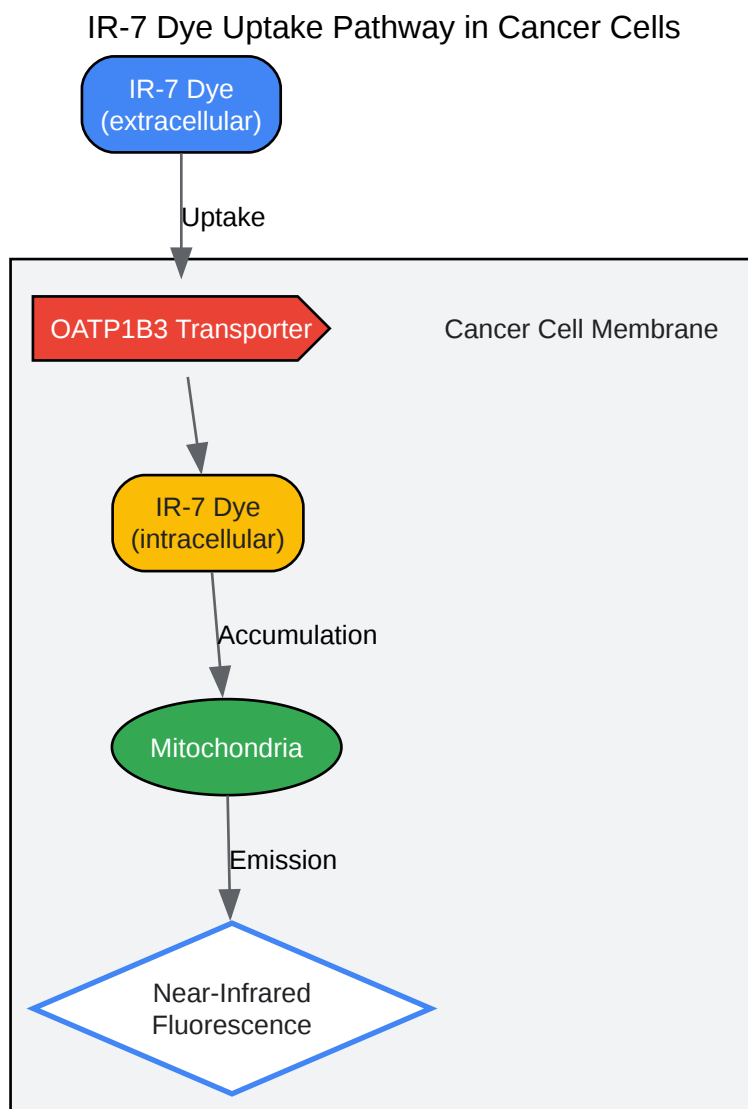 IR-7 Dye Uptake Pathway in Cancer Cells
IR-7 Dye
(extracellular)
Uptake
OATP1B3 Transporter
Cancer Cell Membrane
IR-7 Dye
(intracellular)
Accumulation
Mitochondria
Emission
Near-Infrared
Fluorescence